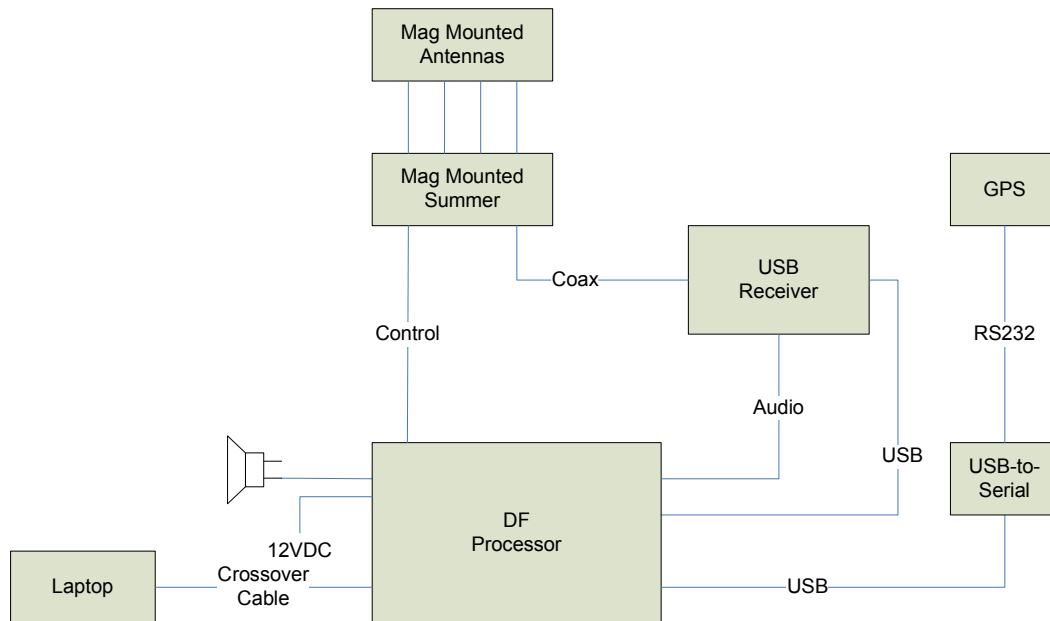 Mag Mounted
Antennas
Mag Mounted
Summer
GPS
USB
Receiver
Coax
Control
RS232
Audio
USB
USB-to-
Serial
DF
Processor
12VDC
Crossover
Cable
Laptop
USB